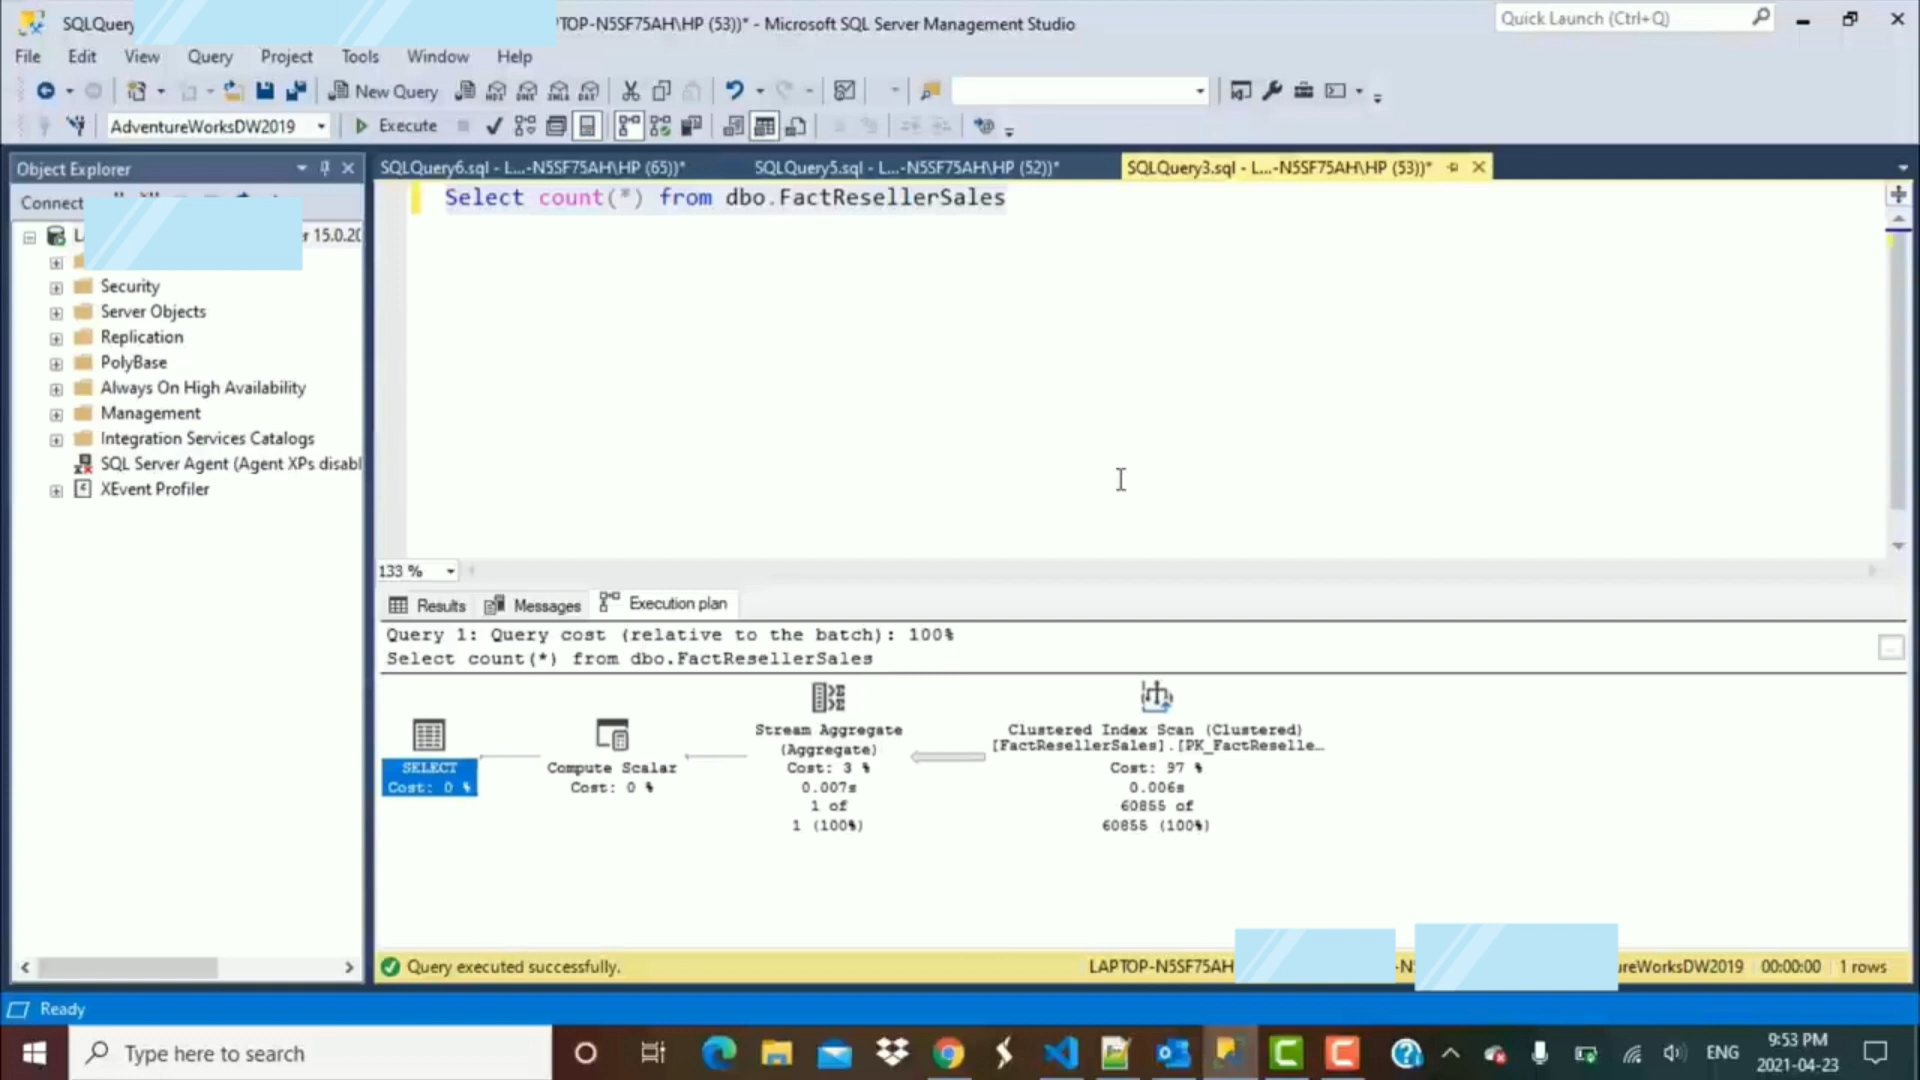 SQLQuery TOP-N5SF75AH\HP (53))* - Microsoft SQL Server Management Studio
Quick Launch (Ctrl+Q)
File Edit View Query Project Tools Window Help
New Query
AdventureWorksDW2019 Execute
Object Explorer
SQLQuery6.sql - L...-N5SF75AH\HP (65))* SQLQuery5.sql - L...-N5SF75AH\HP (52))* SQLQuery3.sql - L...-N5SF75AH\HP (53))*
Connect
Select count(*) from dbo.FactResellerSales
r 15.0.20
Security
Server Objects
Replication
PolyBase
Always On High Availability
Management
Integration Services Catalogs
SQL Server Agent (Agent XPs disabl
XEvent Profiler
133 %
Results Messages Execution plan
Query 1: Query cost (relative to the batch): 100%
Select count(*) from dbo.FactResellerSales
SELECT
Cost: 0 %
Compute Scalar
Cost: 0 %
Stream Aggregate
(Aggregate)
Cost: 3 %
0.007s
1 of
1 (100%)
Clustered Index Scan (Clustered)
[FactResellerSales].[PK_FactReselle…
Cost: 97 %
0.006s
60855 of
60855 (100%)
Query executed successfully.
LAPTOP-N5SF75AH -N reWorksDW2019 00:00:00 1 rows
Ready
Type here to search
ENG
9:53 PM
2021-04-23